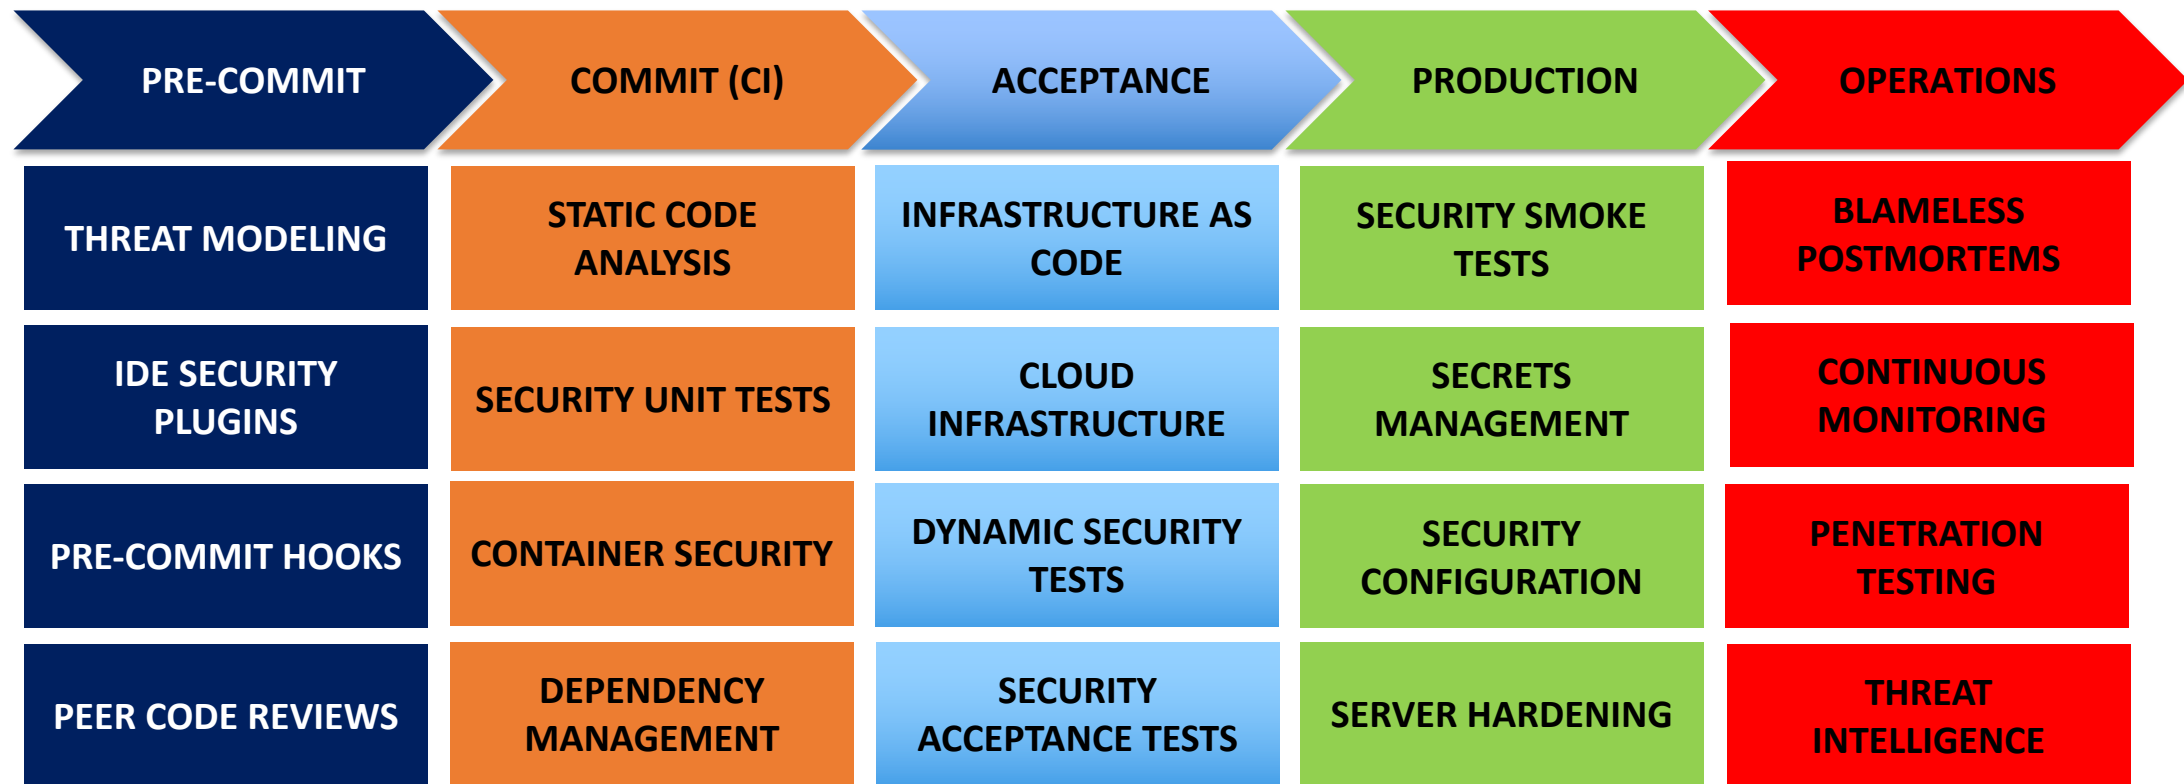 PRE-COMMIT
COMMIT (CI)
ACCEPTANCE
PRODUCTION
OPERATIONS
THREAT MODELING
STATIC CODE
ANALYSIS
INFRASTRUCTURE AS
CODE
SECURITY SMOKE
TESTS
BLAMELESS
POSTMORTEMS
IDE SECURITY
PLUGINS
SECURITY UNIT TESTS
CLOUD
INFRASTRUCTURE
SECRETS
MANAGEMENT
CONTINUOUS
MONITORING
PRE-COMMIT HOOKS
CONTAINER SECURITY
DYNAMIC SECURITY
TESTS
SECURITY
CONFIGURATION
PENETRATION
TESTING
PEER CODE REVIEWS
DEPENDENCY
MANAGEMENT
SECURITY
ACCEPTANCE TESTS
SERVER HARDENING
THREAT
INTELLIGENCE